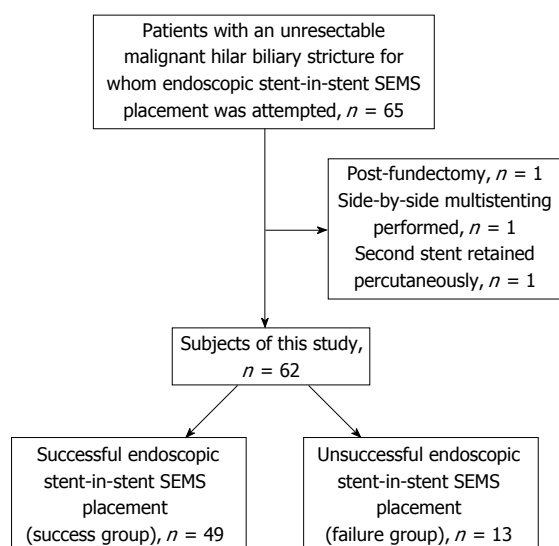 Patients with an unresectable
malignant hilar biliary stricture for
whom endoscopic stent-in-stent SEMS
placement was attempted, n = 65
Post-fundectomy, n = 1
Side-by-side multistenting
performed, n = 1
Second stent retained
percutaneously, n = 1
Subjects of this study,
n = 62
Successful endoscopic
stent-in-stent SEMS
placement
(success group), n = 49
Unsuccessful endoscopic
stent-in-stent SEMS
placement
(failure group), n = 13